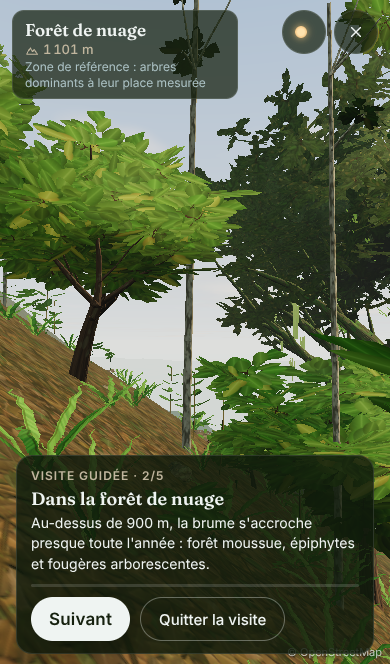 Forêt de nuage
1 101 m
Zone de référence : arbres
dominants à leur place mesurée
VISITE GUIDÉE · 2/5
Dans la forêt de nuage
Au-dessus de 900 m, la brume s'accroche
presque toute l'année : forêt moussue, épiphytes
et fougères arborescentes.
Suivant
Quitter la visite
© OpenStreetMap